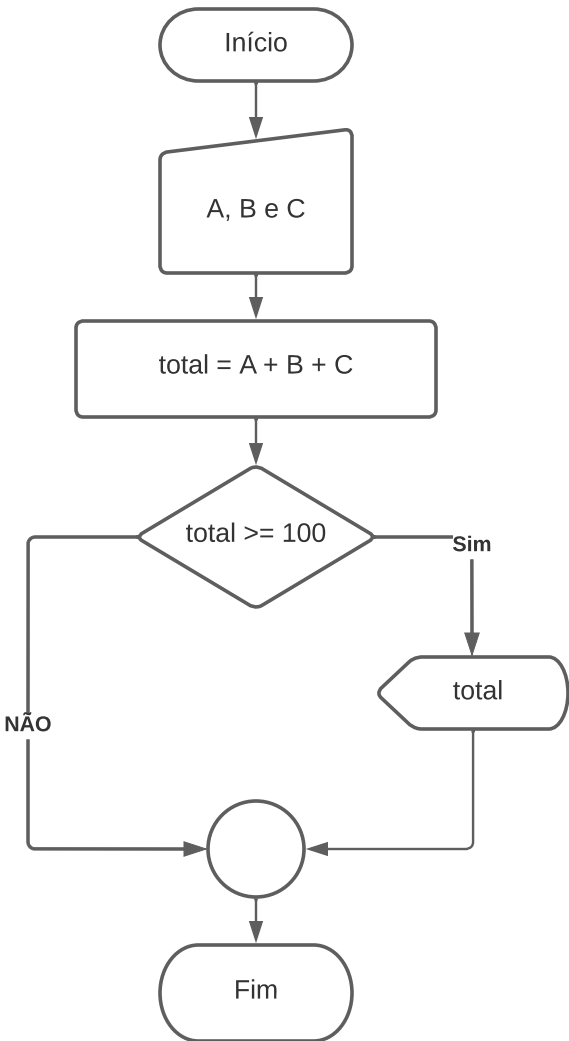 Início
A, B e C
total = A + B + C
total >= 100
Sim
total
NÃO
Fim